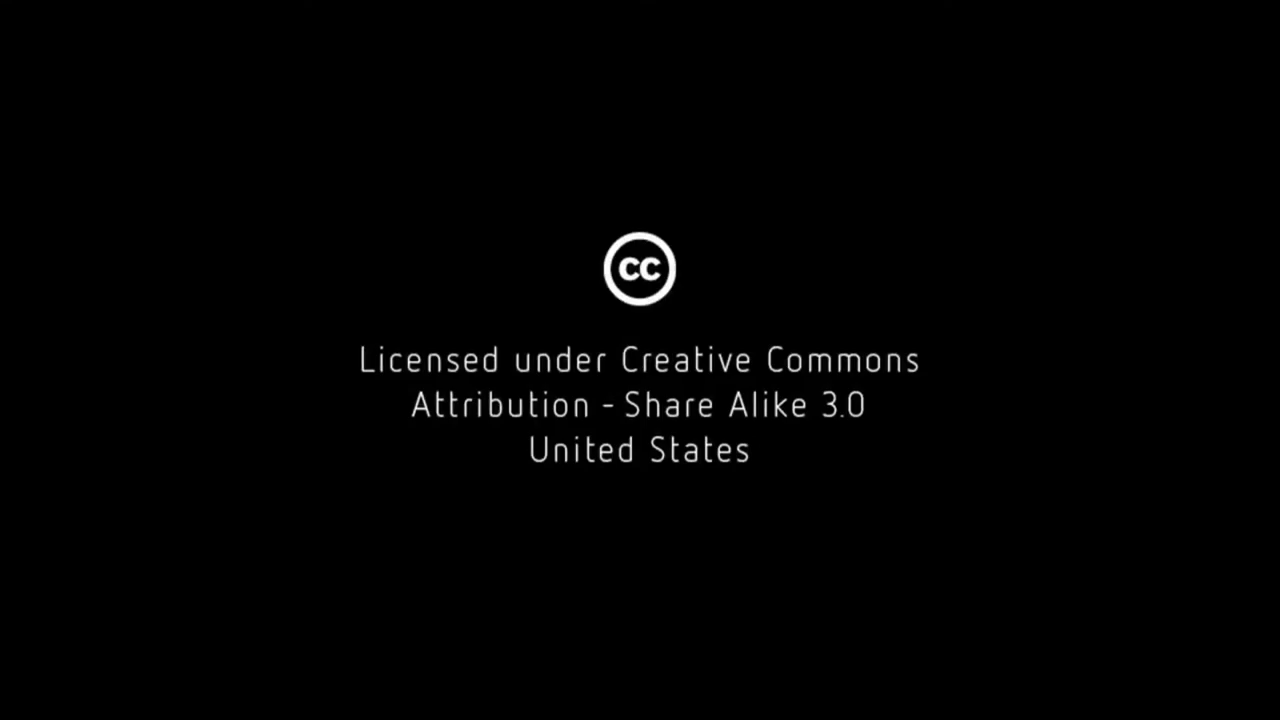 cc
Licensed under Creative Commons
Attribution - Share Alike 3.0
United States